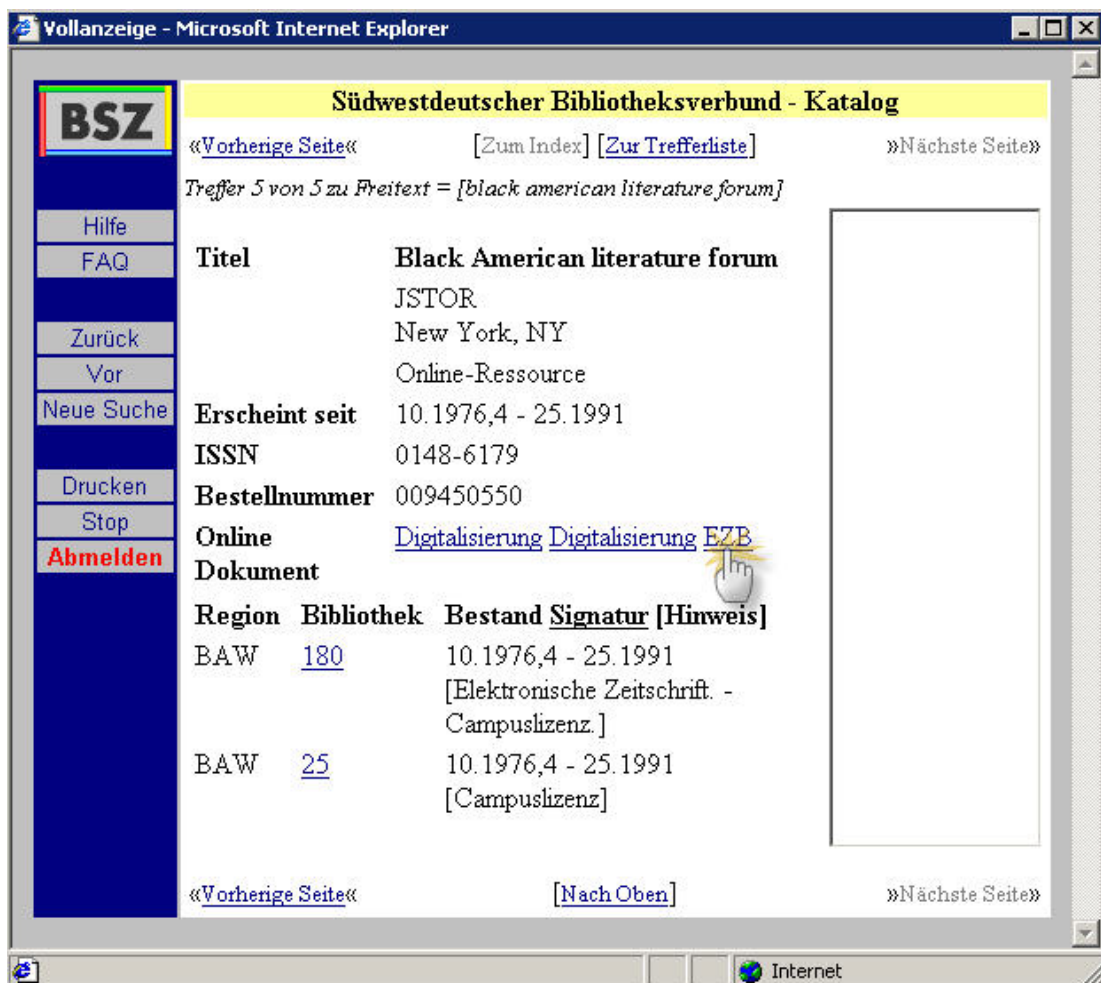 Vollanzeige - Microsoft Internet Explorer
BSZ
Südwestdeutscher Bibliotheksverbund - Katalog
«Vorherige Seite« [Zum Index] [Zur Trefferliste] »Nächste Seite»
Treffer 5 von 5 zu Freitext = [black american literature forum]
Hilfe
FAQ
Zurück
Vor
Neue Suche
Drucken
Stop
Abmelden
Titel Black American literature forum
JSTOR
New York, NY
Online-Ressource
Erscheint seit 10.1976,4 - 25.1991
ISSN 0148-6179
Bestellnummer 009450550
Online Digitalisierung Digitalisierung EZB
Dokument
Region Bibliothek Bestand Signatur [Hinweis]
BAW 180 10.1976,4 - 25.1991
[Elektronische Zeitschrift. -
Campuslizenz.]
BAW 25 10.1976,4 - 25.1991
[Campuslizenz]
«Vorherige Seite« [Nach Oben] »Nächste Seite»
Internet